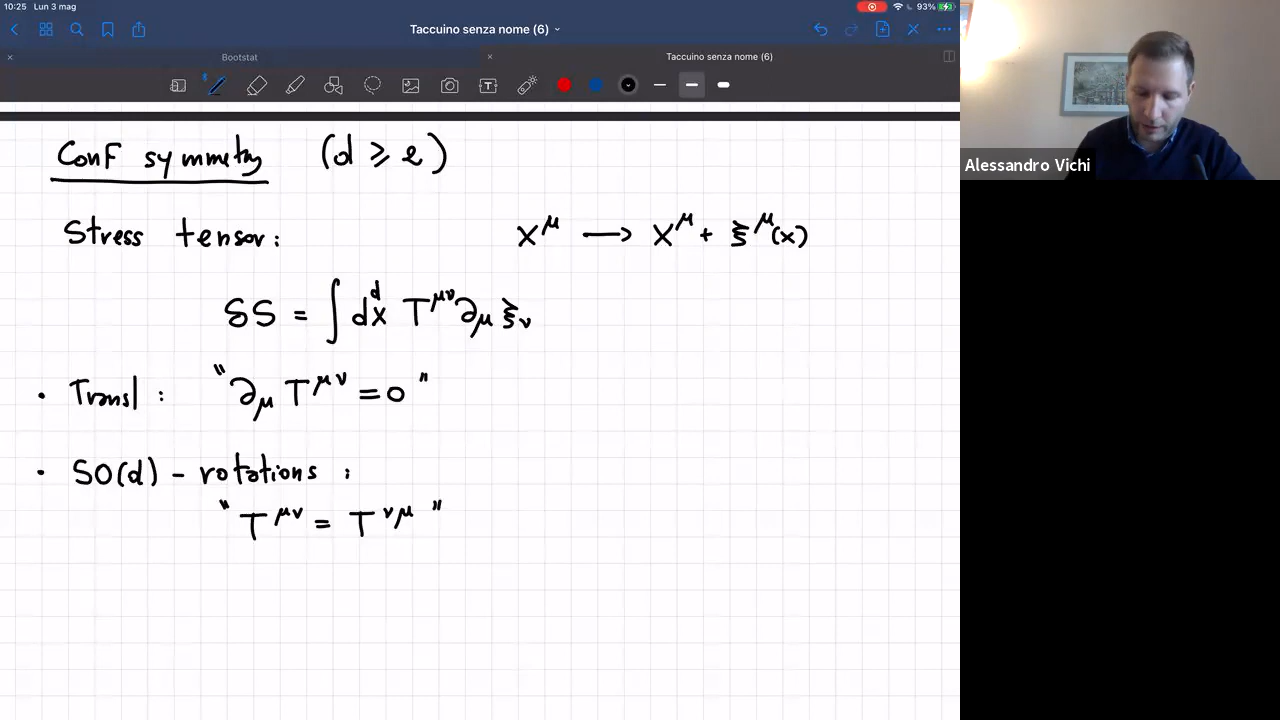 10:25 Lun 3 mag
93%
Taccuino senza nome (6)
Bootstat
Taccuino senza nome (6)
Conf symmetry (d ≥ 2)
Stress tensor: x^μ → x^μ + ξ^μ(x)
δS = ∫ d^d x T^{μν} ∂_μ ξ_ν
• Transl : "∂_μ T^{μν} = 0"
• SO(d) - rotations :
"T^{μν} = T^{νμ}"
Alessandro Vichi